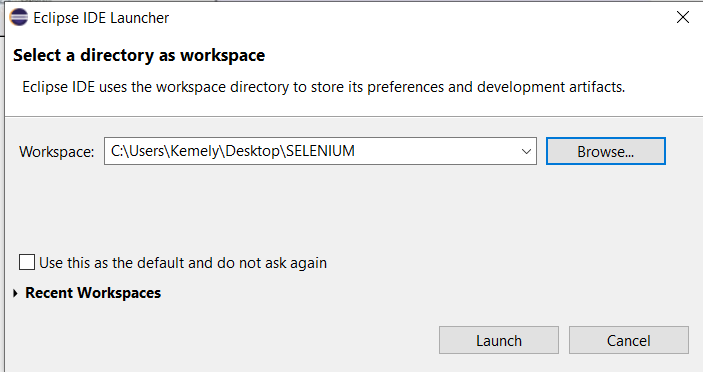 Eclipse IDE Launcher
Select a directory as workspace
Eclipse IDE uses the workspace directory to store its preferences and development artifacts.
Workspace: C:\Users\Kemely\Desktop\SELENIUM Browse...
Use this as the default and do not ask again
Recent Workspaces
Launch Cancel